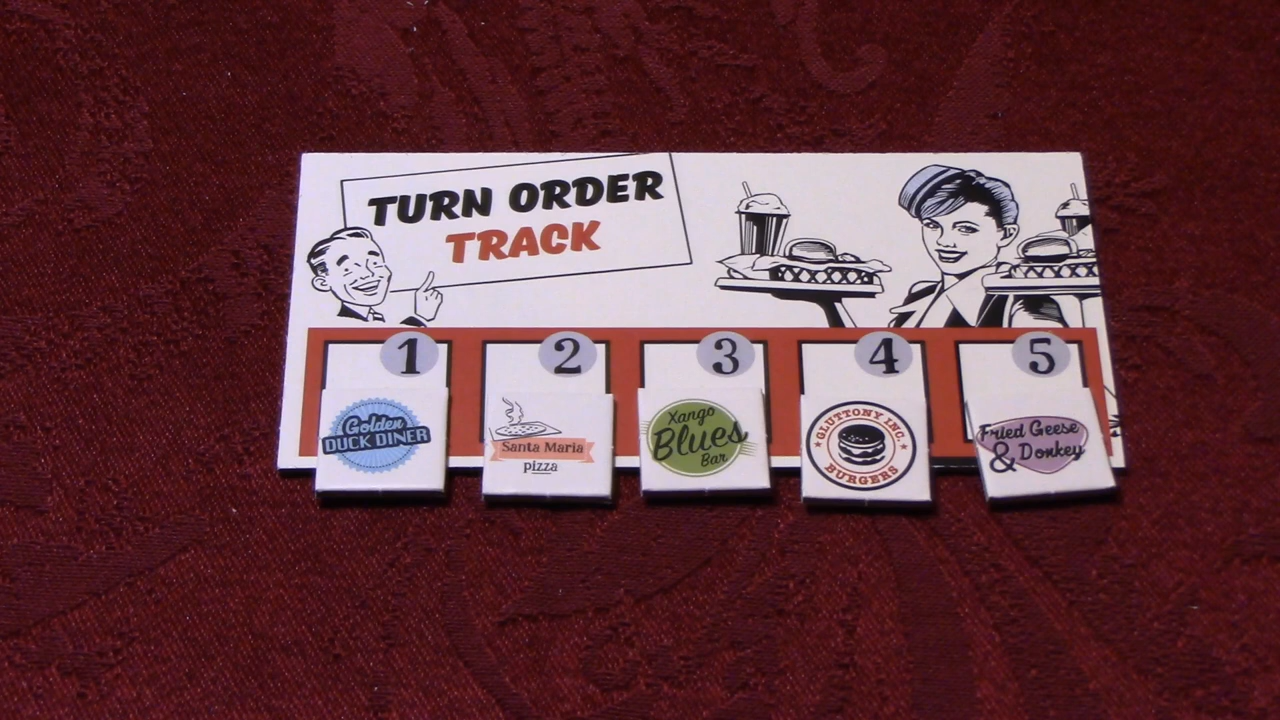 TURN ORDER
TRACK
1 2 3 4 5
Golden
DUCK DINER
Santa Maria
pizza
Xango
Blues
Bar
GLUTTONY INC.
BURGERS
Fried Geese
& Donkey